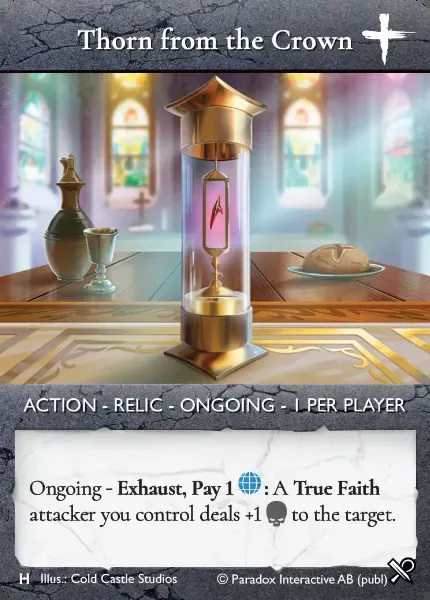 Thorn from the Crown
ACTION - RELIC - ONGOING - 1 PER PLAYER
Ongoing - Exhaust, Pay 1 : A True Faith
attacker you control deals +1 to the target.
H Illus.: Cold Castle Studios © Paradox Interactive AB (publ)